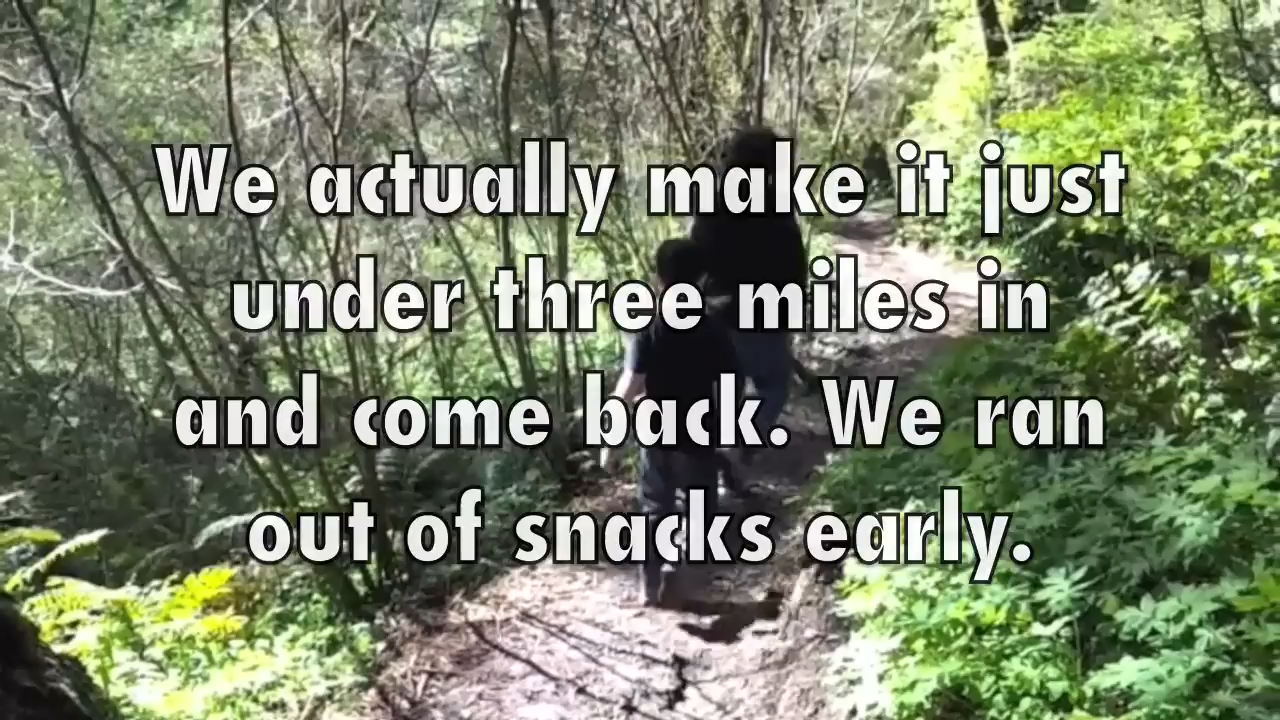 We actually make it just
under three miles in
and come back. We ran
out of snacks early.